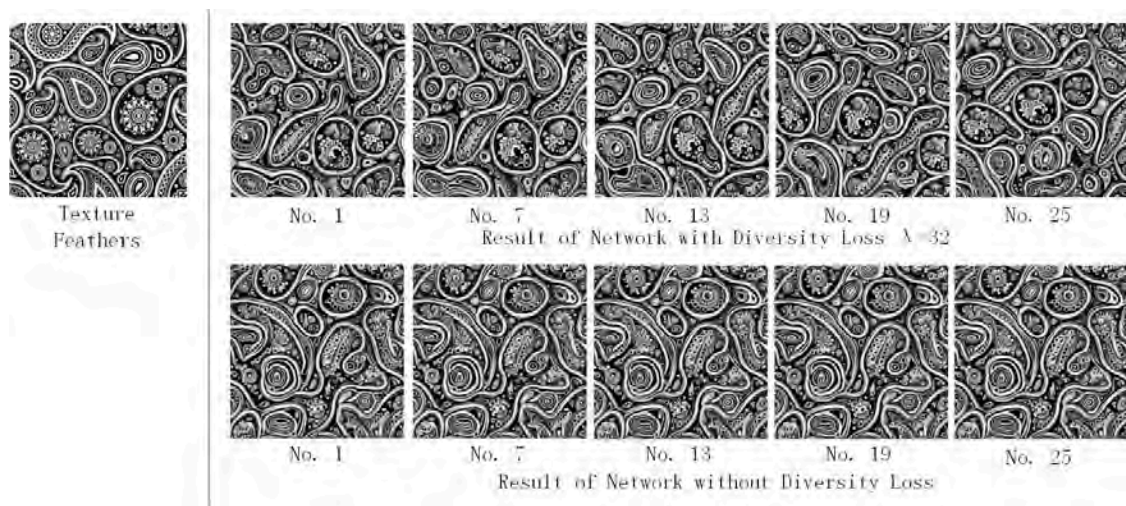 Texture
Feathers
No. 1
No. 7
No. 13
No. 19
No. 25
Result of Network with Diversity Loss λ=32
No. 1
No. 7
No. 13
No. 19
No. 25
Result of Network without Diversity Loss